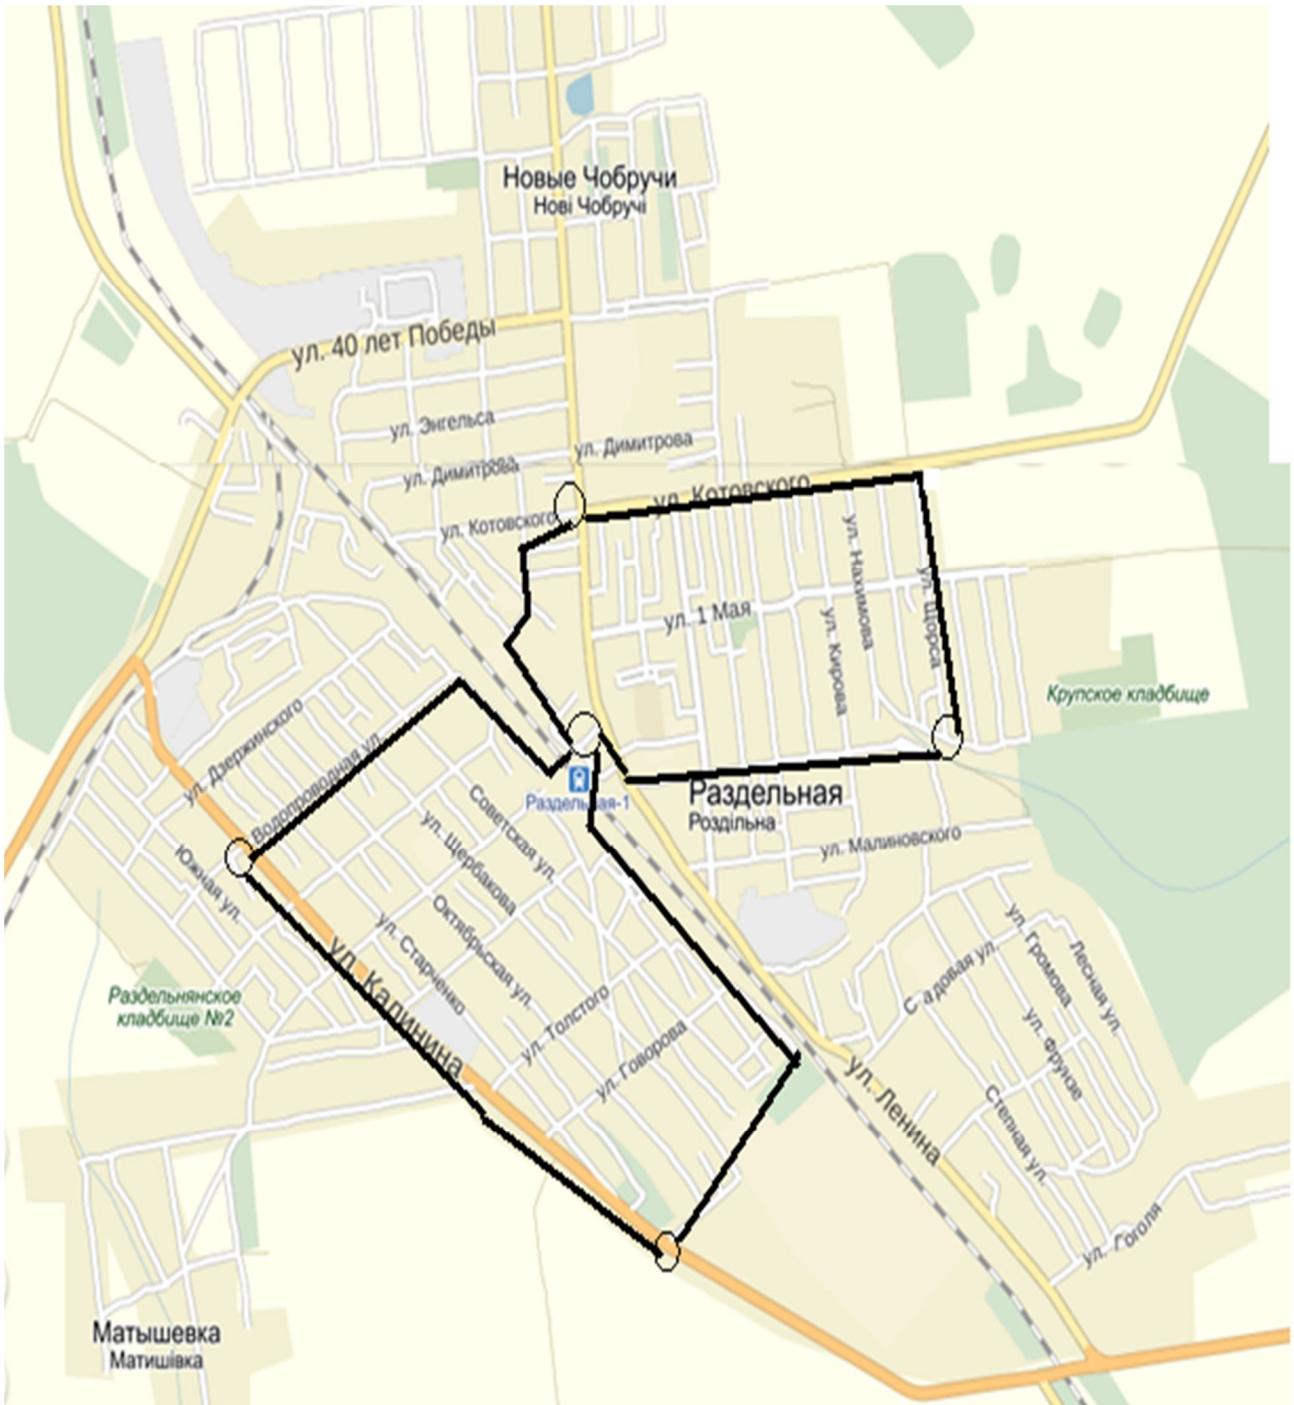 Новые Чобручи
Нові Чобручі
ул. 40 лет Победы
ул. Энгельса
ул. Димитрова
ул. Димитрова
ул. Котовского
ул. Котовского
ул. Нахимова
ул. Щорса
ул. 1 Мая
ул. Кирова
Крупское кладбище
ул. Дзержинского
Водопроводная ул.
Раздельная-1
Раздельная
Роздільна
Советская ул.
ул. Щербакова
ул. Малиновского
Южная ул.
Октябрьская ул.
ул. Старченко
ул. Калинина
Раздельнянское
кладбище №2
ул. Толстого
ул. Говорова
Садовая ул.
ул. Громова
Лесная ул.
ул. Фрунзе
ул. Ленина
Степная ул.
ул. Гоголя
Матышевка
Матишівка